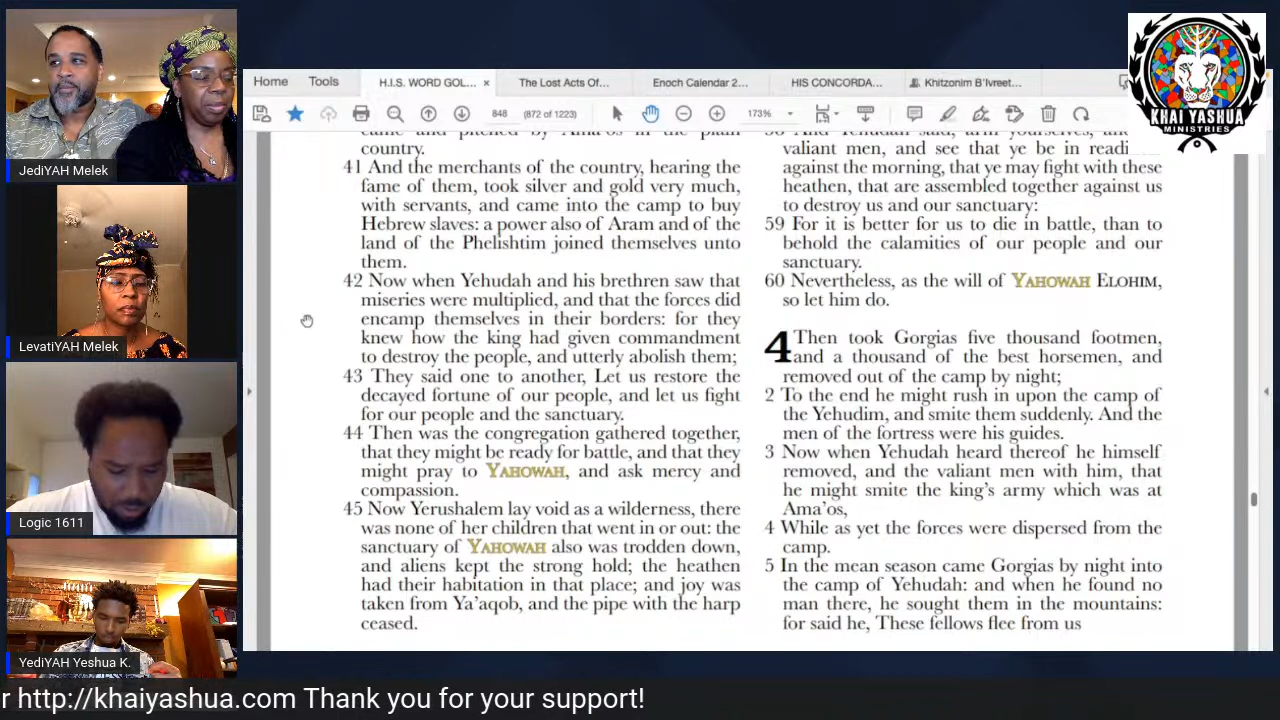 JediYAH Melek
LevatiYAH Melek
Logic 1611
YediYAH Yeshua K.
Home Tools H.I.S. WORD GOL... × The Lost Acts Of... Enoch Calendar 2... HIS CONCORDA... Khitzonim B'Ivreet...
848 (872 of 1223) 173%
KHAI YASHUA
MINISTRIES
country.
41 And the merchants of the country, hearing the
fame of them, took silver and gold very much,
with servants, and came into the camp to buy
Hebrew slaves: a power also of Aram and of the
land of the Phelishtim joined themselves unto
them.
42 Now when Yehudah and his brethren saw that
miseries were multiplied, and that the forces did
encamp themselves in their borders: for they
knew how the king had given commandment
to destroy the people, and utterly abolish them;
43 They said one to another, Let us restore the
decayed fortune of our people, and let us fight
for our people and the sanctuary.
44 Then was the congregation gathered together,
that they might be ready for battle, and that they
might pray to YAHOWAH, and ask mercy and
compassion.
45 Now Yerushalem lay void as a wilderness, there
was none of her children that went in or out: the
sanctuary of YAHOWAH also was trodden down,
and aliens kept the strong hold; the heathen
had their habitation in that place; and joy was
taken from Ya'aqob, and the pipe with the harp
ceased.
valiant men, and see that ye be in readi
against the morning, that ye may fight with these
heathen, that are assembled together against us
to destroy us and our sanctuary:
59 For it is better for us to die in battle, than to
behold the calamities of our people and our
sanctuary.
60 Nevertheless, as the will of YAHOWAH ELOHIM,
so let him do.
4 Then took Gorgias five thousand footmen,
and a thousand of the best horsemen, and
removed out of the camp by night;
2 To the end he might rush in upon the camp of
the Yehudim, and smite them suddenly. And the
men of the fortress were his guides.
3 Now when Yehudah heard thereof he himself
removed, and the valiant men with him, that
he might smite the king's army which was at
Ama'os,
4 While as yet the forces were dispersed from the
camp.
5 In the mean season came Gorgias by night into
the camp of Yehudah: and when he found no
man there, he sought them in the mountains:
for said he, These fellows flee from us
r http://khaiyashua.com Thank you for your support!